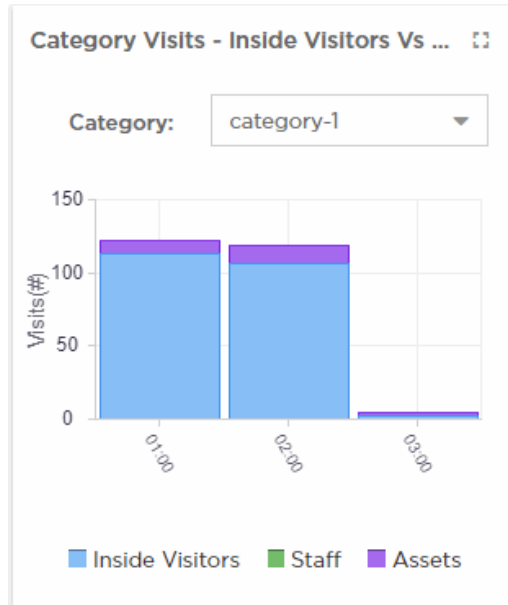 Category Visits - Inside Visitors Vs ...
Category: category-1
150
100
50
0
Visits(#)
01:00 02:00 03:00
Inside Visitors Staff Assets